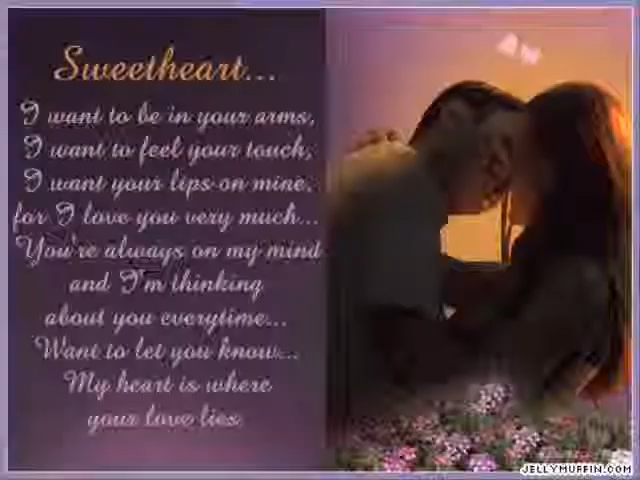 Sweetheart...
I want to be in your arms,
I want to feel your touch,
I want your lips on mine,
for I love you very much...
You're always on my mind
and I'm thinking
about you everytime...
Want to let you know...
My heart is where
your love lies.
JELLYMUFFIN.COM